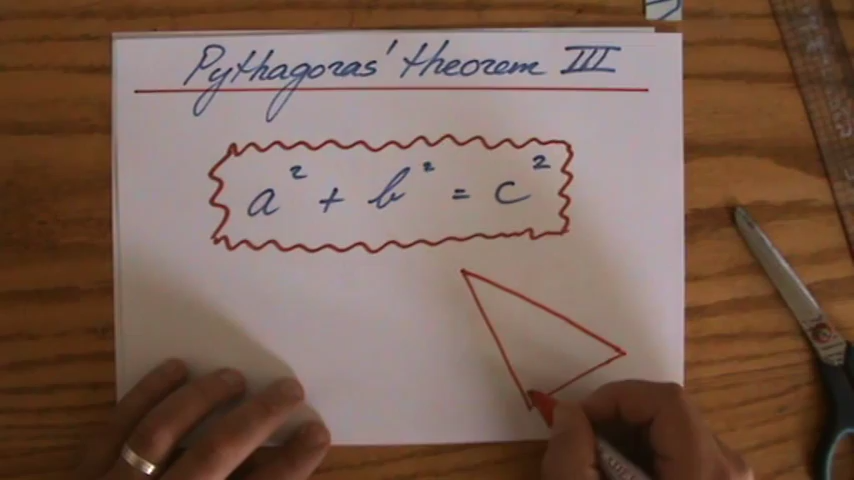 Pythagoras' theorem III
a² + b² = c²